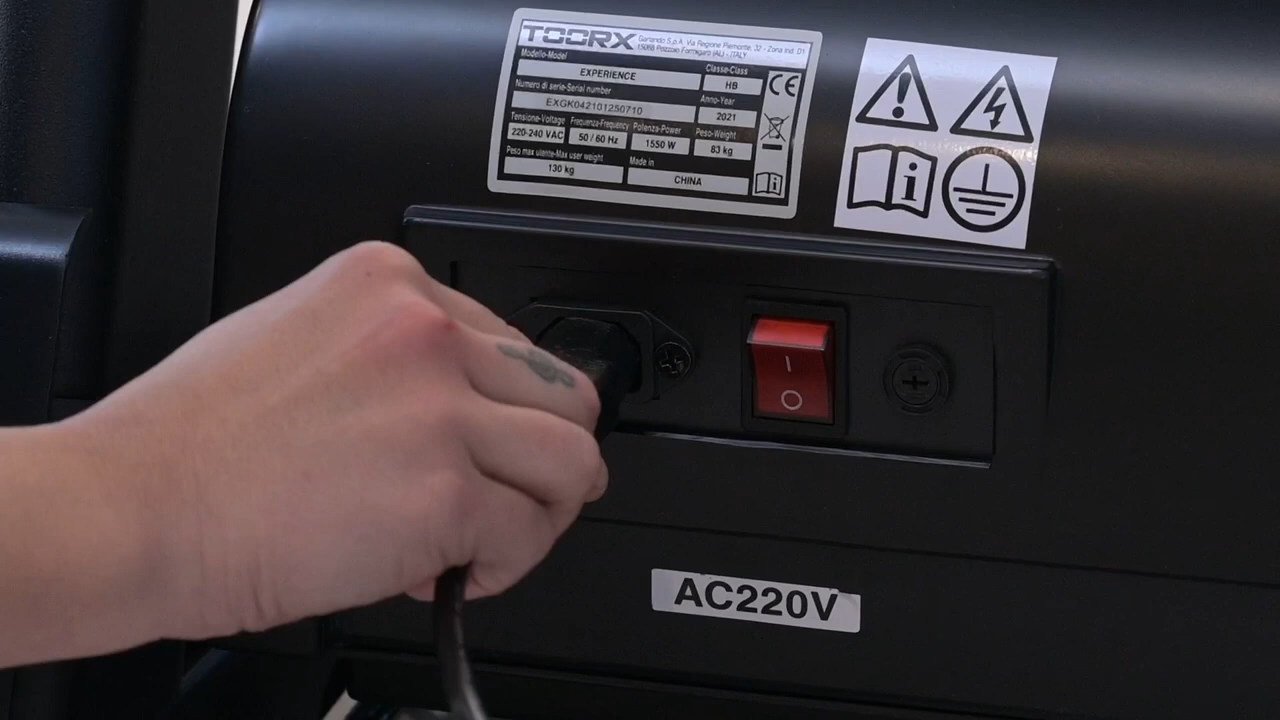 TOORX
Garlando S.p.A. Via Regione Piemonte, 32 - Zona Ind. D1
15068 Pozzolo Formigaro (AL) - ITALY
Modello-Model
Classe-Class
EXPERIENCE
HB
Numero di serie-Serial number
Anno-Year
EXGK042101250710
2021
Tensione-Voltage Frequenza-Frequency Potenza-Power Peso-Weight
220-240 VAC 50 / 60 Hz 1550 W 83 kg
Peso max utente-Max user weight
Made in
130 kg
CHINA
CE
AC220V